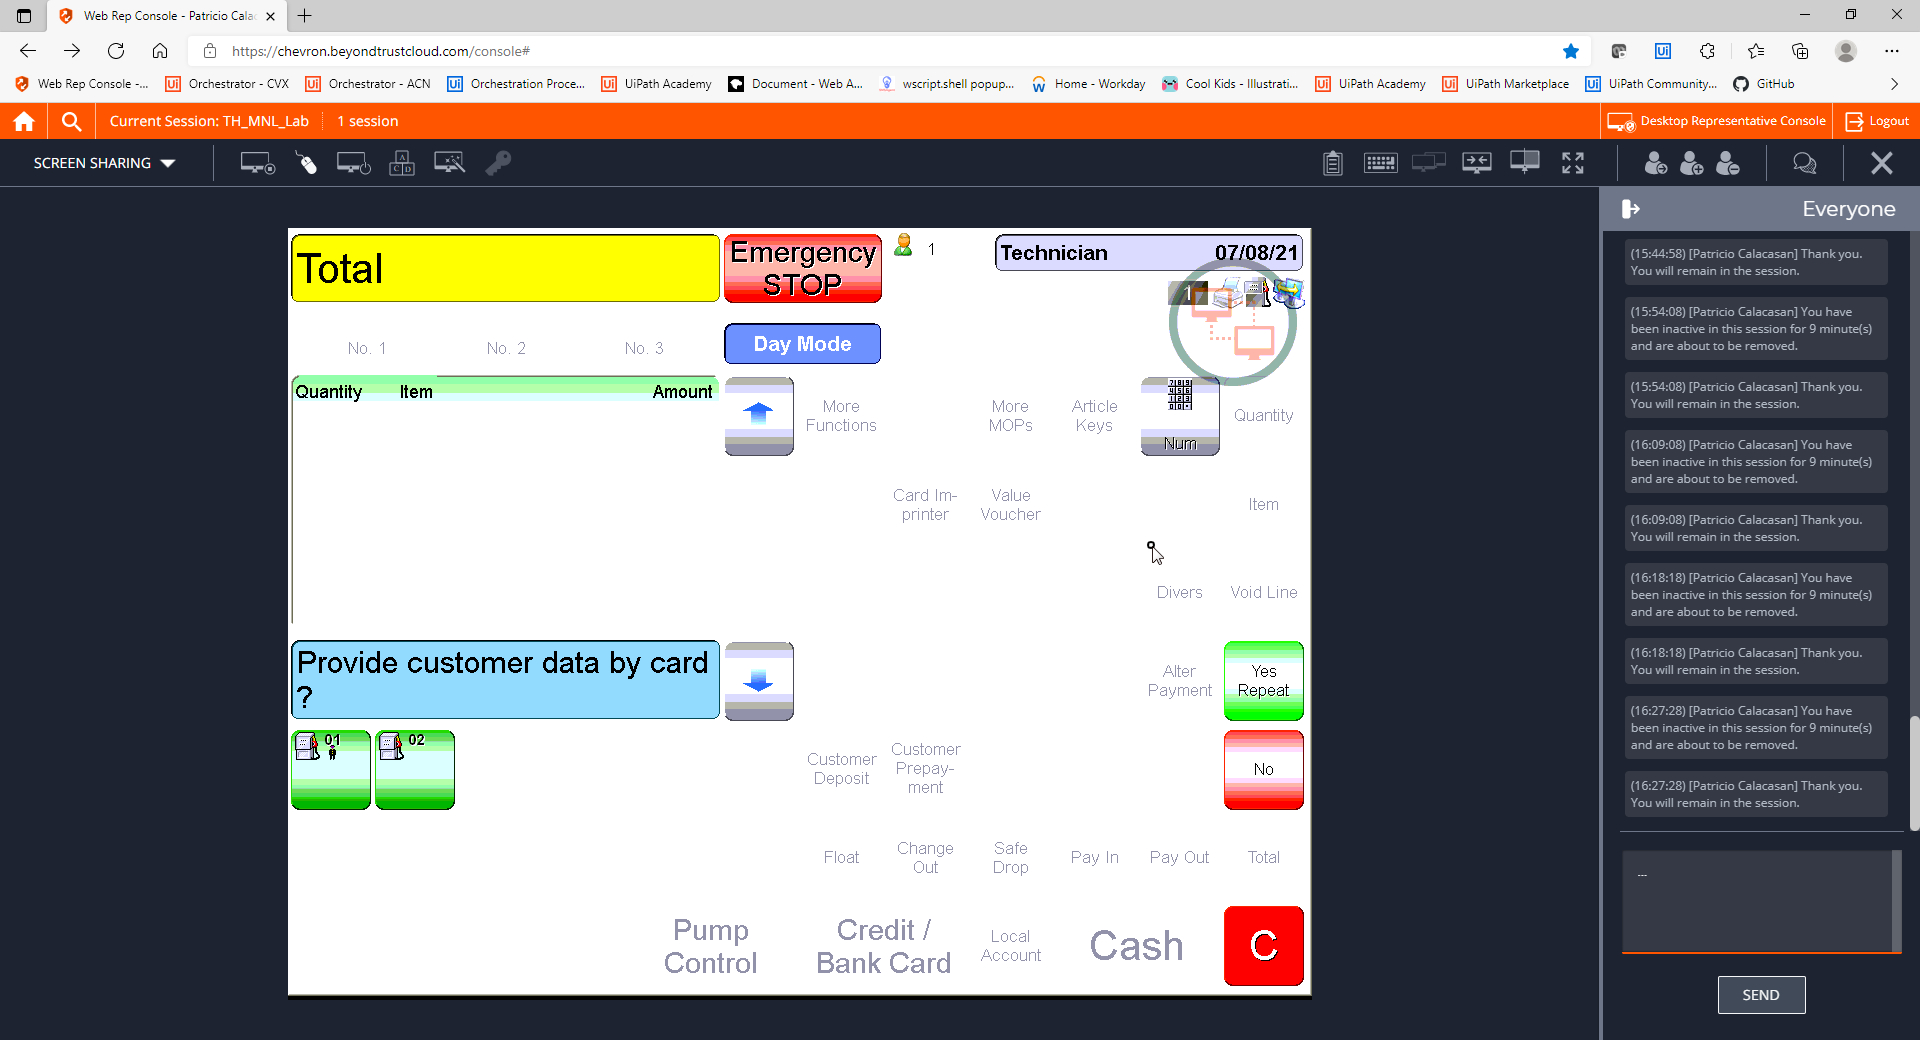 Web Rep Console - Patricio Cala
https://chevron.beyondtrustcloud.com/console#
Web Rep Console -...
Orchestrator - CVX
Orchestrator - ACN
Orchestration Proce...
UiPath Academy
Document - Web A...
wscript.shell popup...
Home - Workday
Cool Kids - Illustrati...
UiPath Academy
UiPath Marketplace
UiPath Community...
GitHub
Current Session: TH_MNL_Lab
1 session
Desktop Representative Console
Logout
SCREEN SHARING
Total
Emergency
STOP
1
Technician 07/08/21
1
No. 1
No. 2
No. 3
Day Mode
Quantity Item Amount
More
Functions
More
MOPs
Article
Keys
Num
Quantity
Card Im-
printer
Value
Voucher
Item
Divers
Void Line
Provide customer data by card
?
Alter
Payment
Yes
Repeat
01
02
Customer
Deposit
Customer
Prepay-
ment
No
Float
Change
Out
Safe
Drop
Pay In
Pay Out
Total
Pump
Control
Credit /
Bank Card
Local
Account
Cash
C
Everyone
(15:44:58) [Patricio Calacasan] Thank you.
You will remain in the session.
(15:54:08) [Patricio Calacasan] You have
been inactive in this session for 9 minute(s)
and are about to be removed.
(15:54:08) [Patricio Calacasan] Thank you.
You will remain in the session.
(16:09:08) [Patricio Calacasan] You have
been inactive in this session for 9 minute(s)
and are about to be removed.
(16:09:08) [Patricio Calacasan] Thank you.
You will remain in the session.
(16:18:18) [Patricio Calacasan] You have
been inactive in this session for 9 minute(s)
and are about to be removed.
(16:18:18) [Patricio Calacasan] Thank you.
You will remain in the session.
(16:27:28) [Patricio Calacasan] You have
been inactive in this session for 9 minute(s)
and are about to be removed.
(16:27:28) [Patricio Calacasan] Thank you.
You will remain in the session.
...
SEND